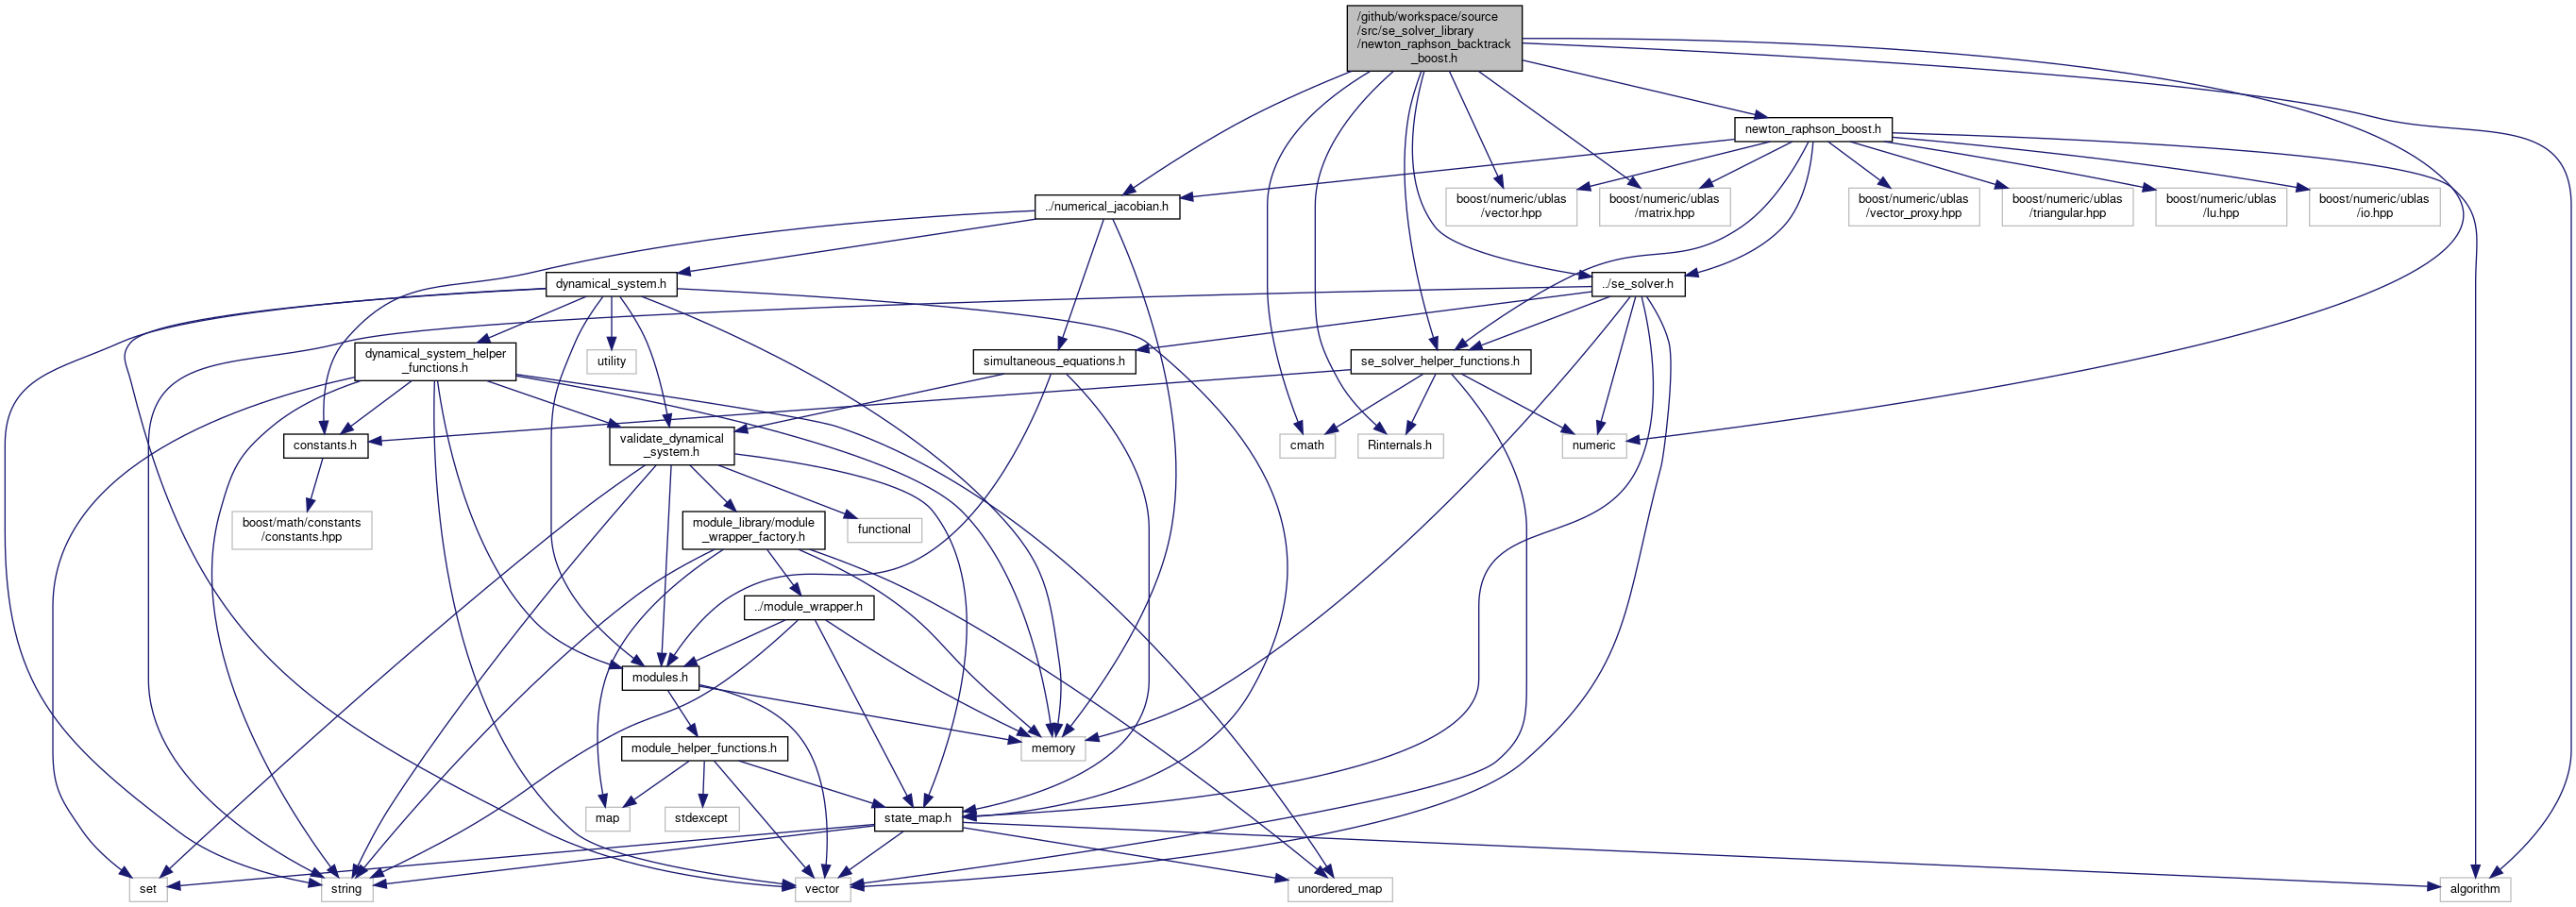 /github/workspace/source
/src/se_solver_library
/newton_raphson_backtrack
_boost.h
newton_raphson_boost.h
../numerical_jacobian.h
boost/numeric/ublas
/vector.hpp
boost/numeric/ublas
/matrix.hpp
boost/numeric/ublas
/vector_proxy.hpp
boost/numeric/ublas
/triangular.hpp
boost/numeric/ublas
/lu.hpp
boost/numeric/ublas
/io.hpp
dynamical_system.h
../se_solver.h
dynamical_system_helper
_functions.h
utility
simultaneous_equations.h
se_solver_helper_functions.h
constants.h
validate_dynamical
_system.h
cmath
Rinternals.h
numeric
boost/math/constants
/constants.hpp
module_library/module
_wrapper_factory.h
functional
../module_wrapper.h
modules.h
module_helper_functions.h
memory
map
stdexcept
state_map.h
set
string
vector
unordered_map
algorithm